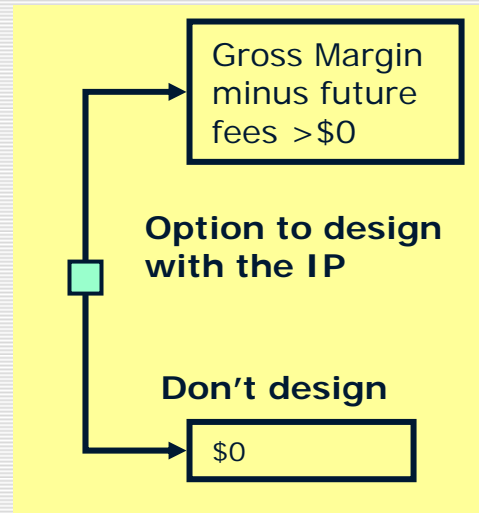 Gross Margin
minus future
fees >$0
Option to design
with the IP
Don't design
$0